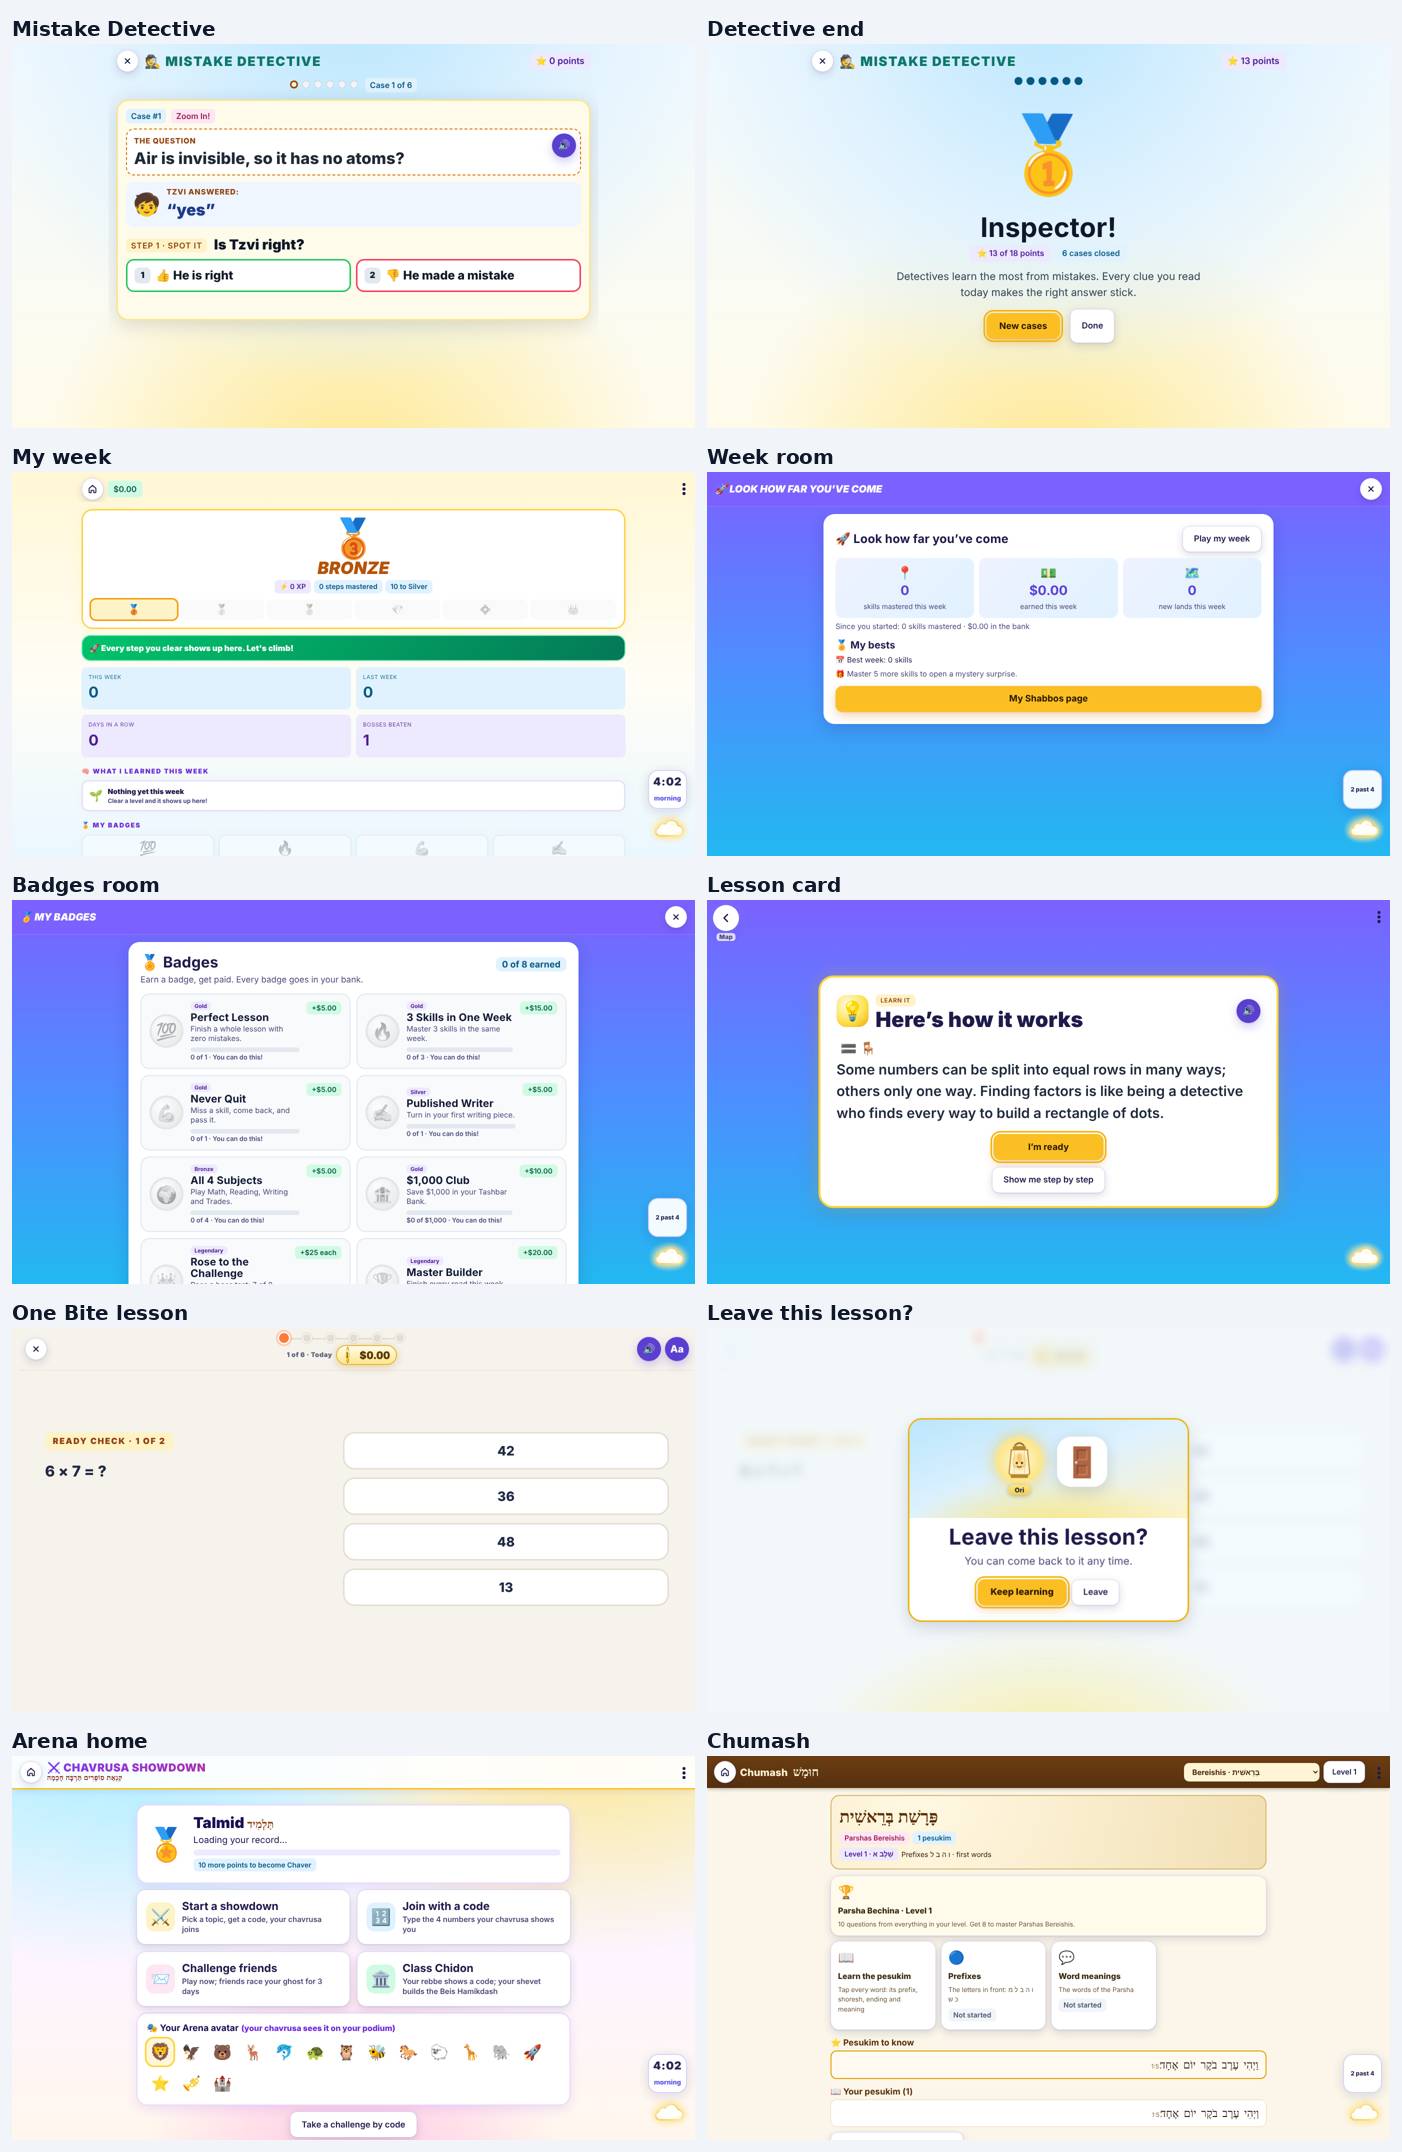 Mistake Detective
MISTAKE DETECTIVE
0 points
Case 1 of 6
Case #1 Zoom In!
THE QUESTION
Air is invisible, so it has no atoms?
TZVI ANSWERED:
“yes”
STEP 1 · SPOT IT Is Tzvi right?
1 He is right
2 He made a mistake
Detective end
MISTAKE DETECTIVE
13 points
Inspector!
13 of 18 points 6 cases closed
Detectives learn the most from mistakes. Every clue you read
today makes the right answer stick.
New cases
Done
My week
$0.00
BRONZE
0 XP 0 steps mastered 10 to Silver
Every step you clear shows up here. Let's climb!
THIS WEEK
0
LAST WEEK
0
DAYS IN A ROW
0
BOSSES BEATEN
1
WHAT I LEARNED THIS WEEK
Nothing yet this week
Clear a level and it shows up here!
MY BADGES
4:02
morning
Week room
LOOK HOW FAR YOU'VE COME
Look how far you’ve come
Play my week
0
skills mastered this week
$0.00
earned this week
0
new lands this week
Since you started: 0 skills mastered · $0.00 in the bank
My bests
Best week: 0 skills
Master 5 more skills to open a mystery surprise.
My Shabbos page
2 past 4
Badges room
MY BADGES
Badges
0 of 8 earned
Earn a badge, get paid. Every badge goes in your bank.
Gold
+$5.00
Perfect Lesson
Finish a whole lesson with
zero mistakes.
0 of 1 · You can do this!
Gold
+$15.00
3 Skills in One Week
Master 3 skills in the same
week.
0 of 3 · You can do this!
Gold
+$5.00
Never Quit
Miss a skill, come back, and
pass it.
0 of 1 · You can do this!
Silver
+$5.00
Published Writer
Turn in your first writing piece.
0 of 1 · You can do this!
Bronze
+$5.00
All 4 Subjects
Play Math, Reading, Writing
and Trades.
0 of 4 · You can do this!
Gold
+$10.00
$1,000 Club
Save $1,000 in your Tashbar
Bank.
$0 of $1,000 · You can do this!
Legendary
+$25 each
Rose to the
Challenge
Legendary
+$20.00
Master Builder
2 past 4
Lesson card
Map
LEARN IT
Here’s how it works
Some numbers can be split into equal rows in many ways;
others only one way. Finding factors is like being a detective
who finds every way to build a rectangle of dots.
I’m ready
Show me step by step
One Bite lesson
1 of 6 · Today
$0.00
Aa
READY CHECK · 1 OF 2
6 × 7 = ?
42
36
48
13
Leave this lesson?
Ori
Leave this lesson?
You can come back to it any time.
Keep learning
Leave
Arena home
CHAVRUSA SHOWDOWN
קִנְאַת סוֹפְרִים תַּרְבֶּה חָכְמָה
Talmid תַּלְמִיד
Loading your record...
10 more points to become Chaver
Start a showdown
Pick a topic, get a code, your chavrusa
joins
Join with a code
Type the 4 numbers your chavrusa shows
you
Challenge friends
Play now; friends race your ghost for 3
days
Class Chidon
Your rebbe shows a code; your shevet
builds the Beis Hamikdash
Your Arena avatar (your chavrusa sees it on your podium)
Take a challenge by code
4:02
morning
Chumash
Chumash חוּמָשׁ
Bereishis · בְּרֵאשִׁית
Level 1
פָּרָשַׁת בְּרֵאשִׁית
Parshas Bereishis 1 pesukim
Level 1 · שָׁלָב א Prefixes ו ה ב ל · first words
Parsha Bechina · Level 1
10 questions from everything in your level. Get 8 to master Parshas Bereishis.
Learn the pesukim
Tap every word: its prefix,
shoresh, ending and
meaning
Prefixes
The letters in front: ו ה ב ל מ
כ ש
Not started
Word meanings
The words of the Parsha
Not started
Pesukim to know
וַיְהִי עֶרֶב בֹּקֶר יוֹם אֶחָד׃ 1:5
Your pesukim (1)
וַיְהִי עֶרֶב בֹּקֶר יוֹם אֶחָד׃ 1:5
2 past 4